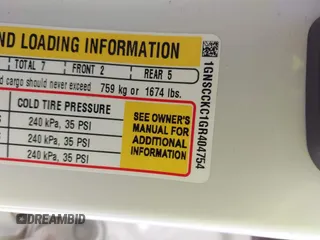 ND LOADING INFORMATION
TOTAL 7 FRONT 2 REAR 5
d cargo should never exceed 759 kg or 1674 lbs.
COLD TIRE PRESSURE
240 kPa, 35 PSI
240 kPa, 35 PSI
240 kPa, 35 PSI
SEE OWNER'S
MANUAL FOR
ADDITIONAL
INFORMATION
1GNSCCKC1GR404754
DREAMBID